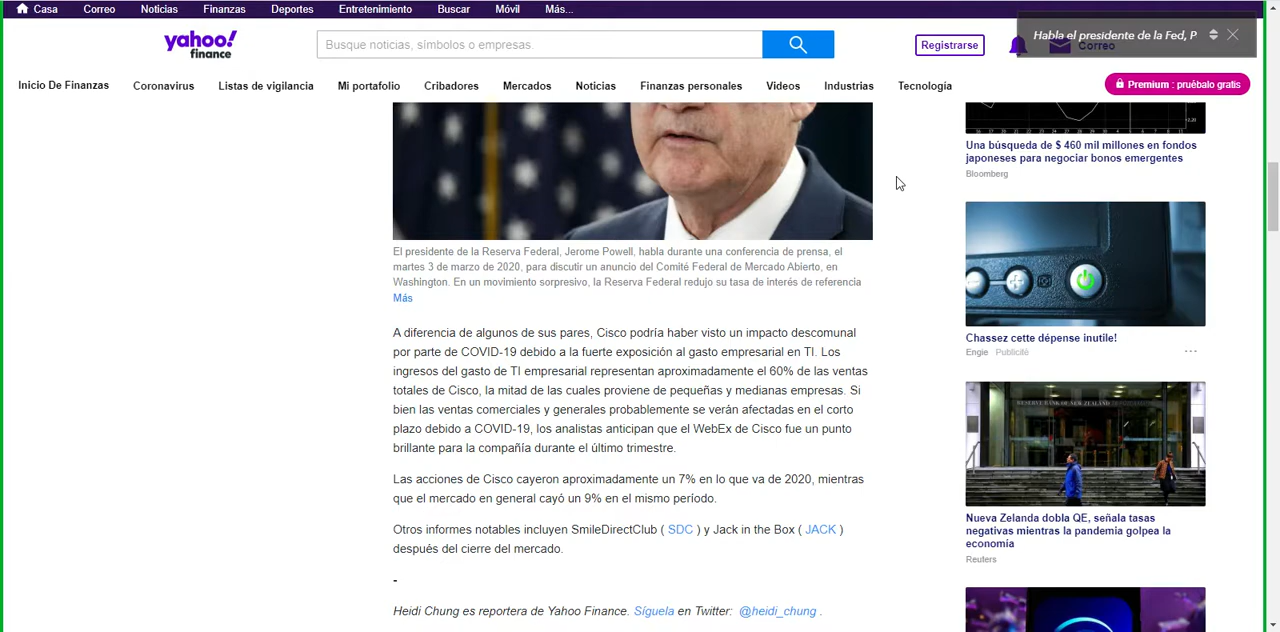 Casa Correo Noticias Finanzas Deportes Entretenimiento Buscar Móvil Más...
yahoo!
finance
Busque noticias, símbolos o empresas.
Registrarse
Habla el presidente de la Fed, P
Correo
Inicio De Finanzas Coronavirus Listas de vigilancia Mi portafolio Cribadores Mercados Noticias Finanzas personales Videos Industrias Tecnología
Premium : pruébalo gratis
El presidente de la Reserva Federal, Jerome Powell, habla durante una conferencia de prensa, el
martes 3 de marzo de 2020, para discutir un anuncio del Comité Federal de Mercado Abierto, en
Washington. En un movimiento sorpresivo, la Reserva Federal redujo su tasa de interés de referencia
Más
A diferencia de algunos de sus pares, Cisco podría haber visto un impacto descomunal
por parte de COVID-19 debido a la fuerte exposición al gasto empresarial en TI. Los
ingresos del gasto de TI empresarial representan aproximadamente el 60% de las ventas
totales de Cisco, la mitad de las cuales proviene de pequeñas y medianas empresas. Si
bien las ventas comerciales y generales probablemente se verán afectadas en el corto
plazo debido a COVID-19, los analistas anticipan que el WebEx de Cisco fue un punto
brillante para la compañía durante el último trimestre.
Las acciones de Cisco cayeron aproximadamente un 7% en lo que va de 2020, mientras
que el mercado en general cayó un 9% en el mismo período.
Otros informes notables incluyen SmileDirectClub ( SDC ) y Jack in the Box ( JACK )
después del cierre del mercado.
-
Heidi Chung es reportera de Yahoo Finance. Síguela en Twitter: @heidi_chung .
Una búsqueda de $ 460 mil millones en fondos
japoneses para negociar bonos emergentes
Bloomberg
Chassez cette dépense inutile!
Engie Publicité
...
RESERVE BANK OF NEW ZEALAND
Nueva Zelanda dobla QE, señala tasas
negativas mientras la pandemia golpea la
economía
Reuters